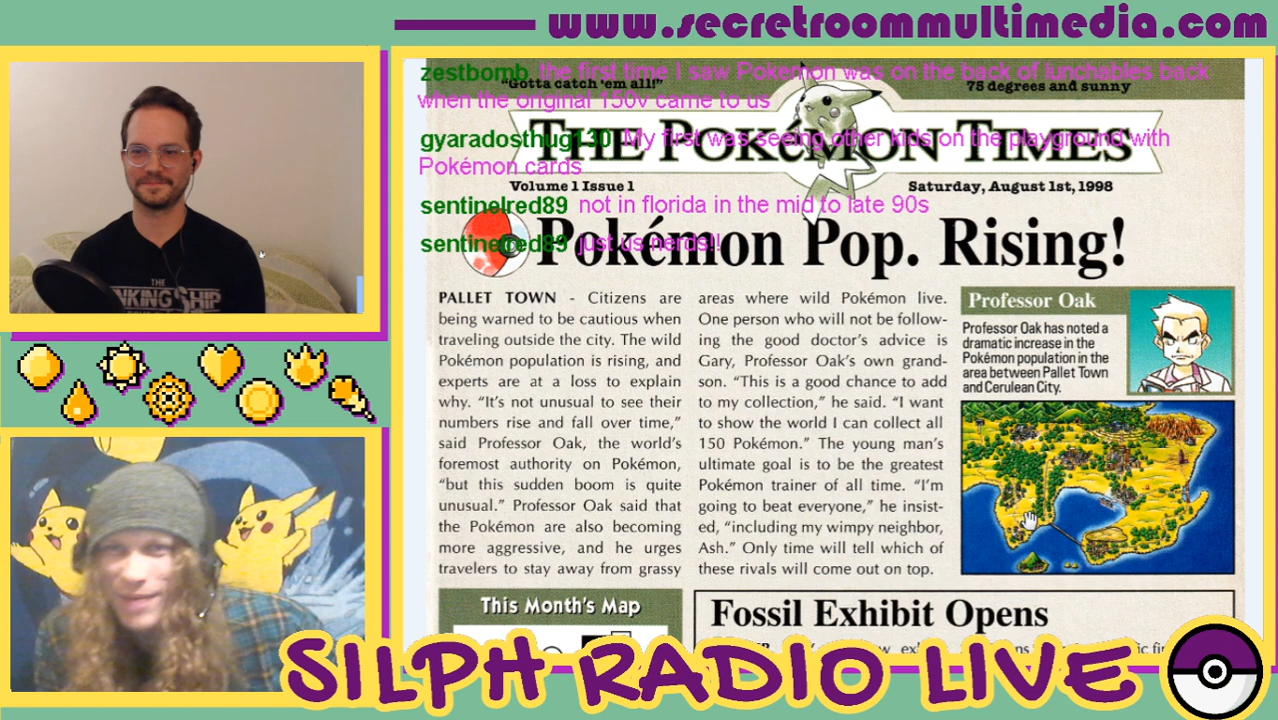 www.secretroommultimedia.com
zestbomb the first time I saw Pokemon was on the back of lunchables back
when the original 150v came to us
gyaradosthug130 My first was seeing other kids on the playground with
Pokémon cards
sentinelred89 not in florida in the mid to late 90s
sentinelred89 just us nerds!!
"Gotta catch 'em all!"
75 degrees and sunny
THE POKéMON TIMES
Volume 1 Issue 1
Saturday, August 1st, 1998
Pokémon Pop. Rising!
PALLET TOWN - Citizens are
being warned to be cautious when
traveling outside the city. The wild
Pokémon population is rising, and
experts are at a loss to explain
why. "It's not unusual to see their
numbers rise and fall over time,"
said Professor Oak, the world's
foremost authority on Pokémon,
"but this sudden boom is quite
unusual." Professor Oak said that
the Pokémon are also becoming
more aggressive, and he urges
travelers to stay away from grassy
areas where wild Pokémon live.
One person who will not be follow-
ing the good doctor's advice is
Gary, Professor Oak's own grand-
son. "This is a good chance to add
to my collection," he said. "I want
to show the world I can collect all
150 Pokémon." The young man's
ultimate goal is to be the greatest
Pokémon trainer of all time. "I'm
going to beat everyone," he insist-
ed, "including my wimpy neighbor,
Ash." Only time will tell which of
these rivals will come out on top.
Professor Oak
Professor Oak has noted a
dramatic increase in the
Pokémon population in the
area between Pallet Town
and Cerulean City.
This Month's Map
Fossil Exhibit Opens
THE
SHIP
SILPH RADIO LIVE